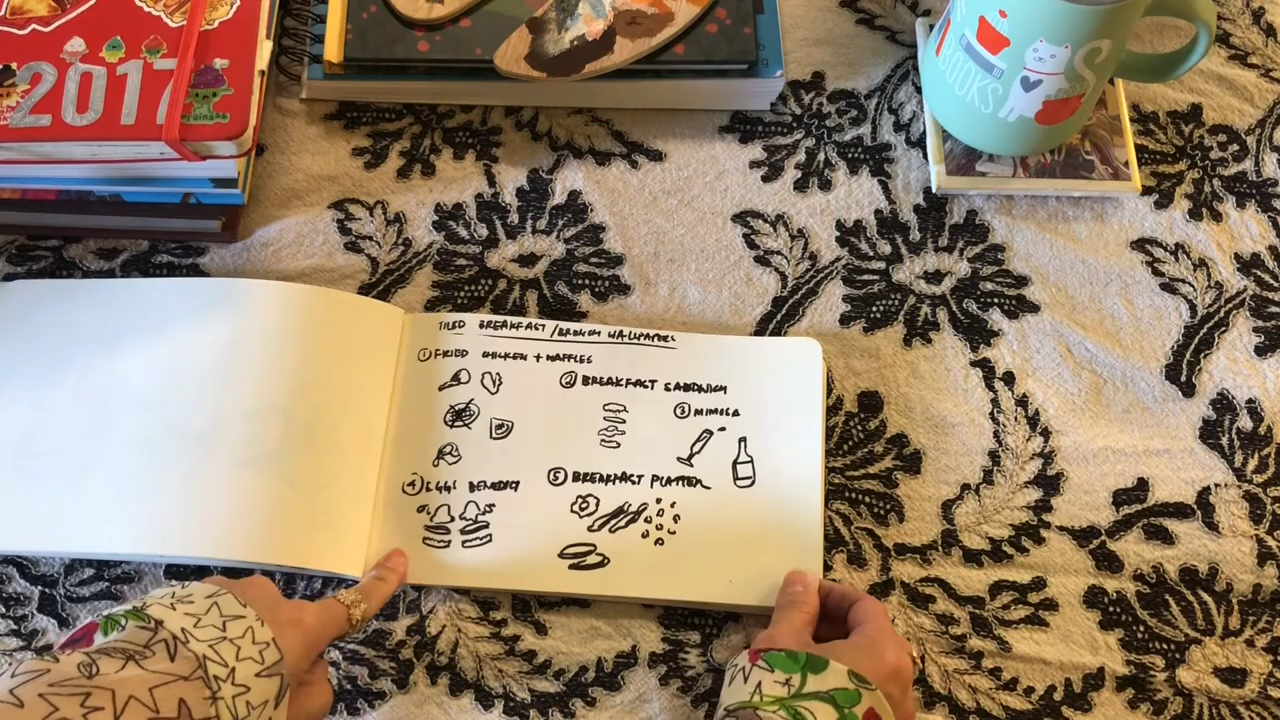 2017
brains
BOOKS
TILED BREAKFAST / BRUNCH WALLPAPERS
① FRIED CHICKEN + WAFFLES
② BREAKFAST SANDWICH
③ MIMOSA
④ EGGS BENEDICT
⑤ BREAKFAST PLATTER